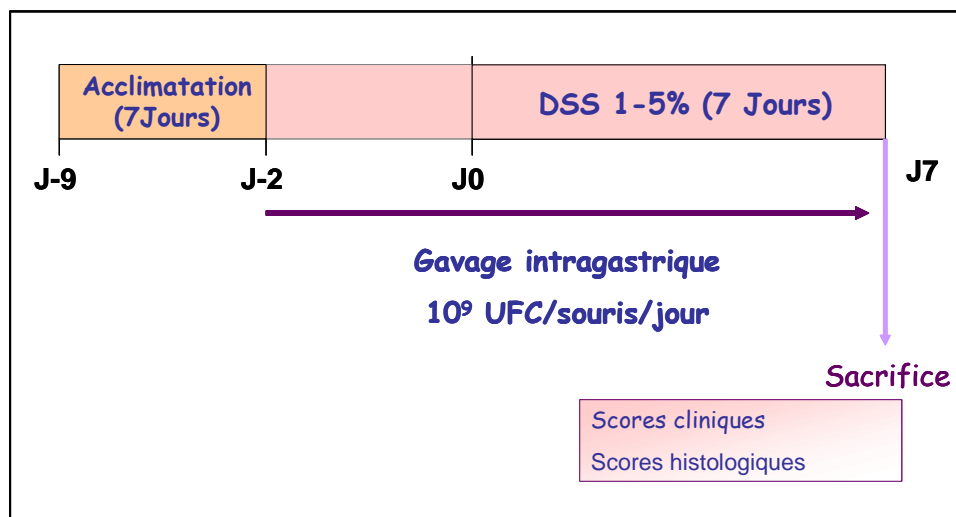 Acclimatation
(7Jours)
DSS 1-5% (7 Jours)
J-9
J-2
J0
J7
Gavage intragastrique
10⁹ UFC/souris/jour
Sacrifice
Scores cliniques
Scores histologiques